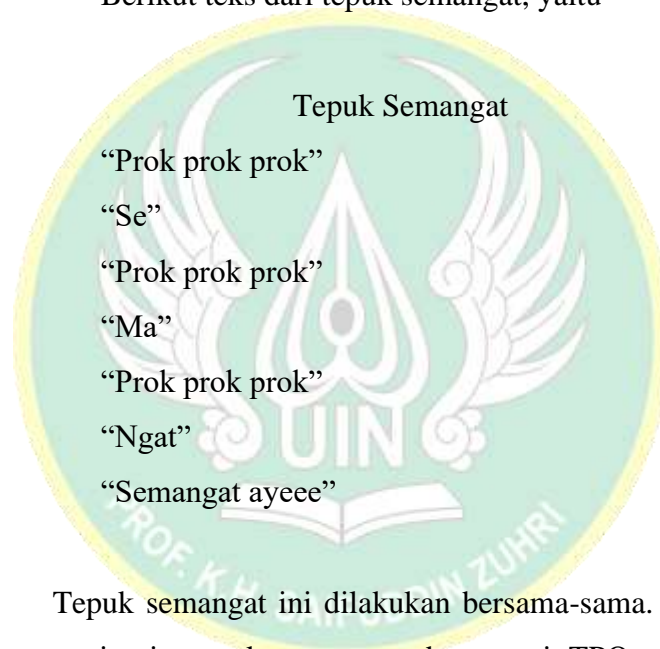 Berikut teks dari tepuk semangat, yaitu
Tepuk Semangat
“Prok prok prok”
“Se”
“Prok prok prok”
“Ma”
“Prok prok prok”
“Ngat”
“Semangat ayeee”
UIN
PROF. K.H. SAIFUDDIN ZUHRI
Tepuk semangat ini dilakukan bersama-sama.